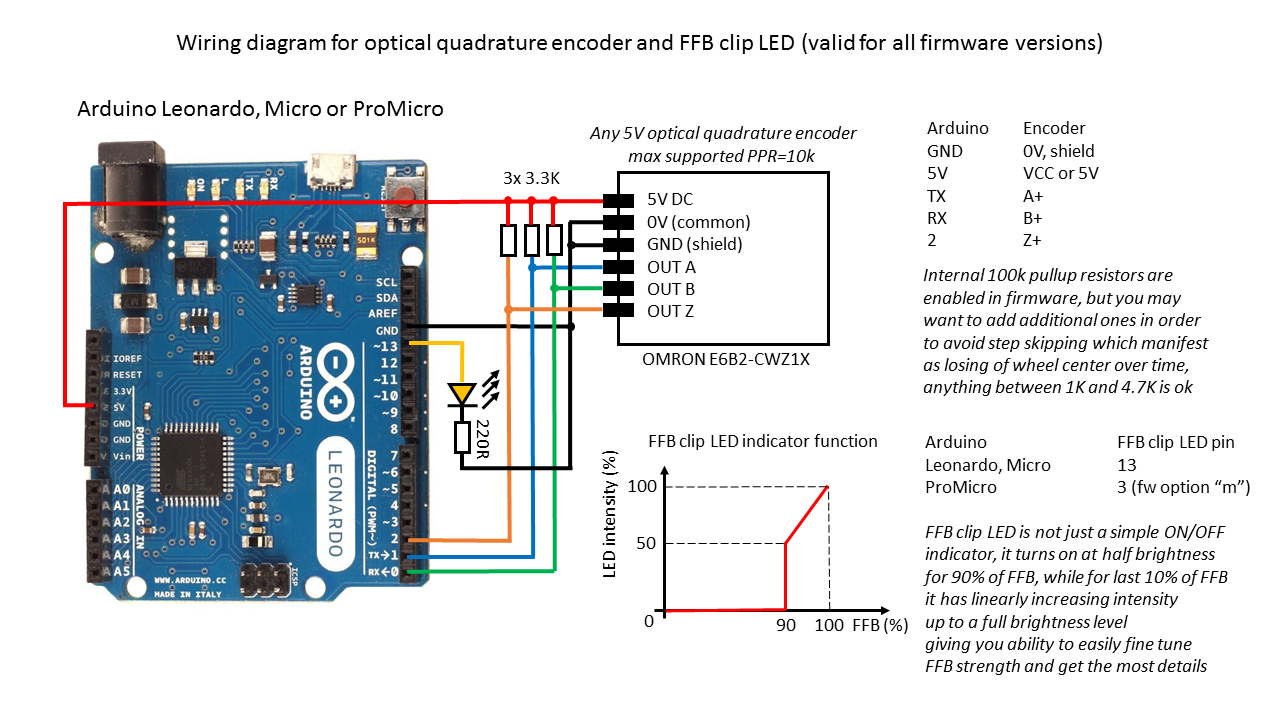 Wiring diagram for optical quadrature encoder and FFB clip LED (valid for all firmware versions)
Arduino Leonardo, Micro or ProMicro
Any 5V optical quadrature encoder
max supported PPR=10k
3x 3.3K
5V DC
0V (common)
GND (shield)
OUT A
OUT B
OUT Z
OMRON E6B2-CWZ1X
Arduino Encoder
GND 0V, shield
5V VCC or 5V
TX A+
RX B+
2 Z+
Internal 100k pullup resistors are
enabled in firmware, but you may
want to add additional ones in order
to avoid step skipping which manifest
as losing of wheel center over time,
anything between 1K and 4.7K is ok
ON
L
TX
RX
501K
SCL
SDA
AREF
GND
~13
12
~11
~10
~9
8
7
~6
~5
4
~3
2
TX→1
RX←0
DIGITAL (PWM~)
ARDUINO
LEONARDO
IOREF
RESET
3.3V
5V
GND
GND
Vin
POWER
A0
A1
A2
A3
A4
A5
ANALOG IN
ICSP
WWW.ARDUINO.CC
MADE IN ITALY
220R
FFB clip LED indicator function
LED intensity (%)
100
50
0
90 100 FFB (%)
Arduino FFB clip LED pin
Leonardo, Micro 13
ProMicro 3 (fw option “m”)
FFB clip LED is not just a simple ON/OFF
indicator, it turns on at half brightness
for 90% of FFB, while for last 10% of FFB
it has linearly increasing intensity
up to a full brightness level
giving you ability to easily fine tune
FFB strength and get the most details